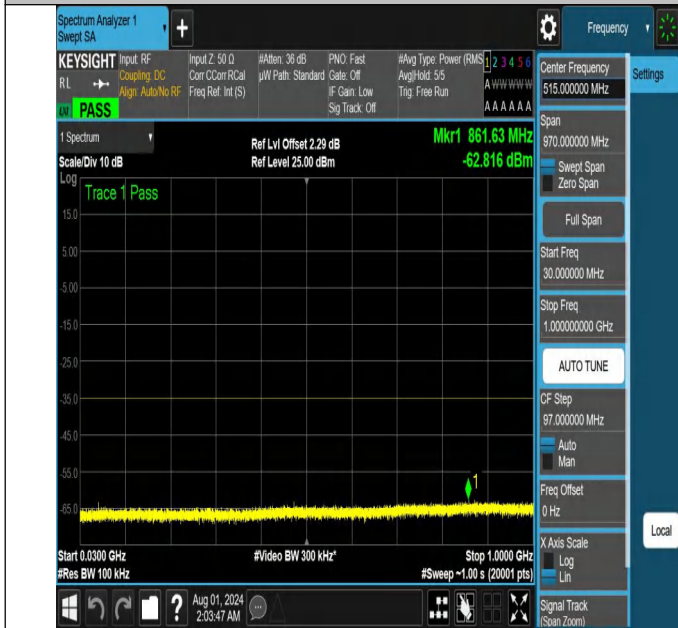 Spectrum Analyzer 1
Swept SA
+
Frequency
KEYSIGHT
RL
PASS
Input: RF
Coupling: DC
Align: Auto/No RF
Input Z: 50 Ω
Corr CCorr RCal
Freq Ref: Int (S)
#Atten: 36 dB
µW Path: Standard
PNO: Fast
Gate: Off
IF Gain: Low
Sig Track: Off
#Avg Type: Power (RMS
Avg|Hold: 5/5
Trig: Free Run
1 2 3 4 5 6
A W W W W W
A A A A A A
1 Spectrum
Scale/Div 10 dB
Ref Lvl Offset 2.29 dB
Ref Level 25.00 dBm
Mkr1 861.63 MHz
-62.816 dBm
Log
Trace 1 Pass
15.0
5.00
-5.00
-15.0
-25.0
-35.0
-45.0
-55.0
-65.0
1
Start 0.0300 GHz
#Res BW 100 kHz
#Video BW 300 kHz*
Stop 1.0000 GHz
#Sweep ~1.00 s (20001 pts)
?
Aug 01, 2024
2:03:47 AM
Center Frequency
515.000000 MHz
Span
970.000000 MHz
Swept Span
Zero Span
Full Span
Start Freq
30.000000 MHz
Stop Freq
1.000000000 GHz
AUTO TUNE
CF Step
97.000000 MHz
Auto
Man
Freq Offset
0 Hz
X Axis Scale
Log
Lin
Signal Track
(Span Zoom)
Settings
Local